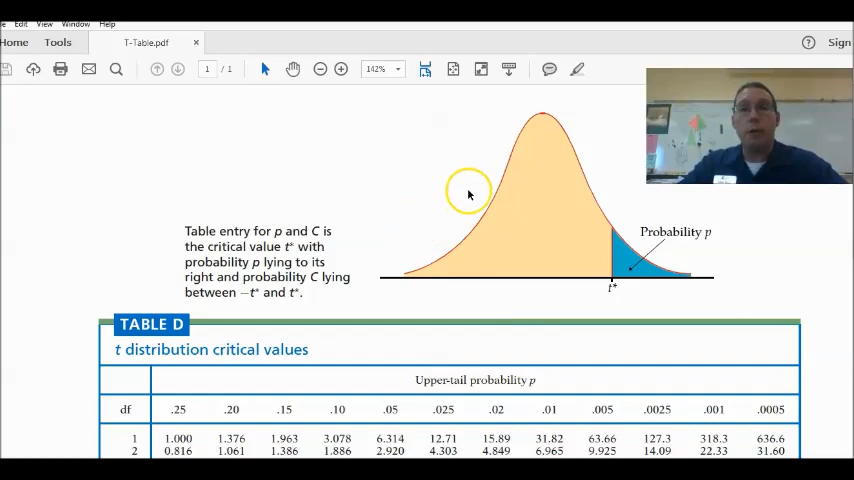 Edit View Window Help
Home Tools T-Table.pdf × ? Sign
1 / 1 142%
Table entry for p and C is
the critical value t* with
probability p lying to its
right and probability C lying
between −t* and t*.
Probability p
t*
TABLE D
t distribution critical values
Upper-tail probability p
df .25 .20 .15 .10 .05 .025 .02 .01 .005 .0025 .001 .0005
1 1.000 1.376 1.963 3.078 6.314 12.71 15.89 31.82 63.66 127.3 318.3 636.6
2 0.816 1.061 1.386 1.886 2.920 4.303 4.849 6.965 9.925 14.09 22.33 31.60